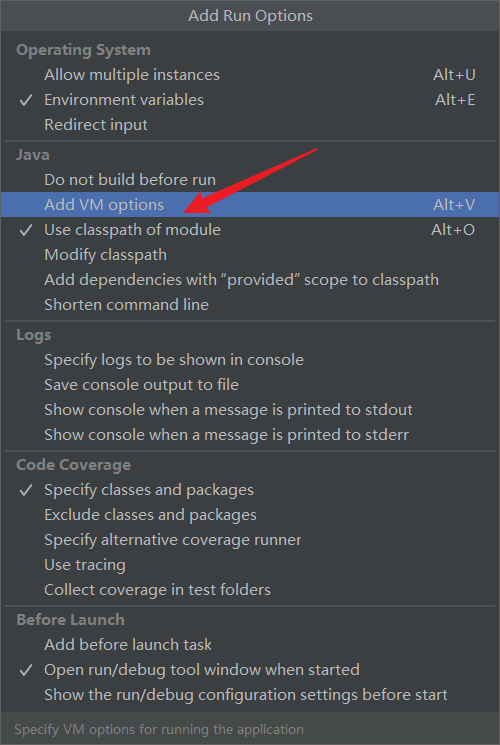 Add Run Options
Operating System
Allow multiple instances Alt+U
Environment variables Alt+E
Redirect input
Java
Do not build before run
Add VM options Alt+V
Use classpath of module Alt+O
Modify classpath
Add dependencies with “provided” scope to classpath
Shorten command line
Logs
Specify logs to be shown in console
Save console output to file
Show console when a message is printed to stdout
Show console when a message is printed to stderr
Code Coverage
Specify classes and packages
Exclude classes and packages
Specify alternative coverage runner
Use tracing
Collect coverage in test folders
Before Launch
Add before launch task
Open run/debug tool window when started
Show the run/debug configuration settings before start
Specify VM options for running the application